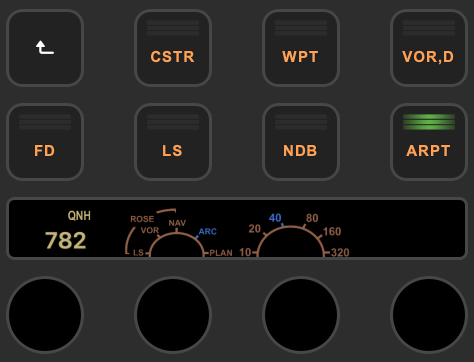 CSTR
WPT
VOR,D
FD
LS
NDB
ARPT
QNH
782
ROSE
LS
VOR
NAV
ARC
PLAN
10
20
40
80
160
320